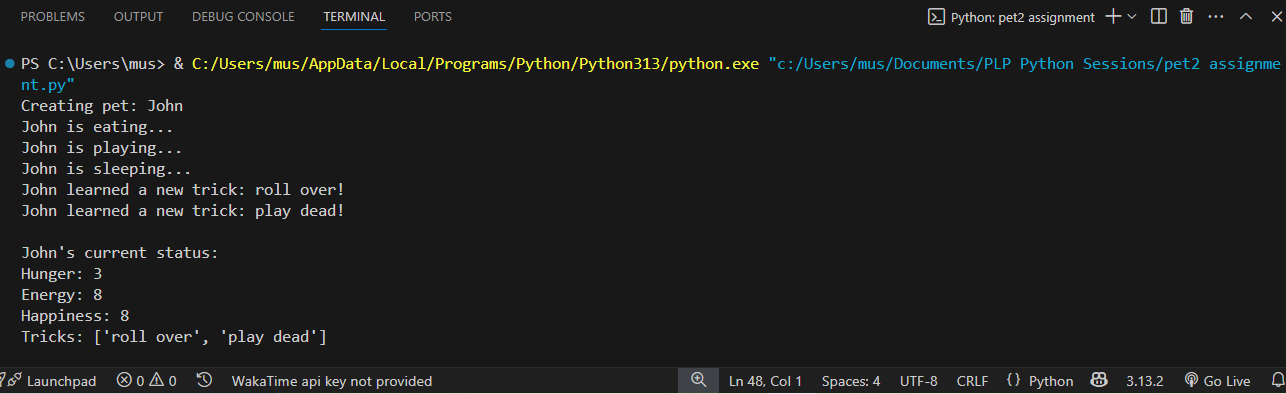 PROBLEMS OUTPUT DEBUG CONSOLE TERMINAL PORTS Python: pet2 assignment
PS C:\Users\mus> & C:/Users/mus/AppData/Local/Programs/Python/Python313/python.exe "c:/Users/mus/Documents/PLP Python Sessions/pet2 assignme
nt.py"
Creating pet: John
John is eating...
John is playing...
John is sleeping...
John learned a new trick: roll over!
John learned a new trick: play dead!
John's current status:
Hunger: 3
Energy: 8
Happiness: 8
Tricks: ['roll over', 'play dead']
Launchpad 0 0 WakaTime api key not provided Ln 48, Col 1 Spaces: 4 UTF-8 CRLF {} Python 3.13.2 Go Live